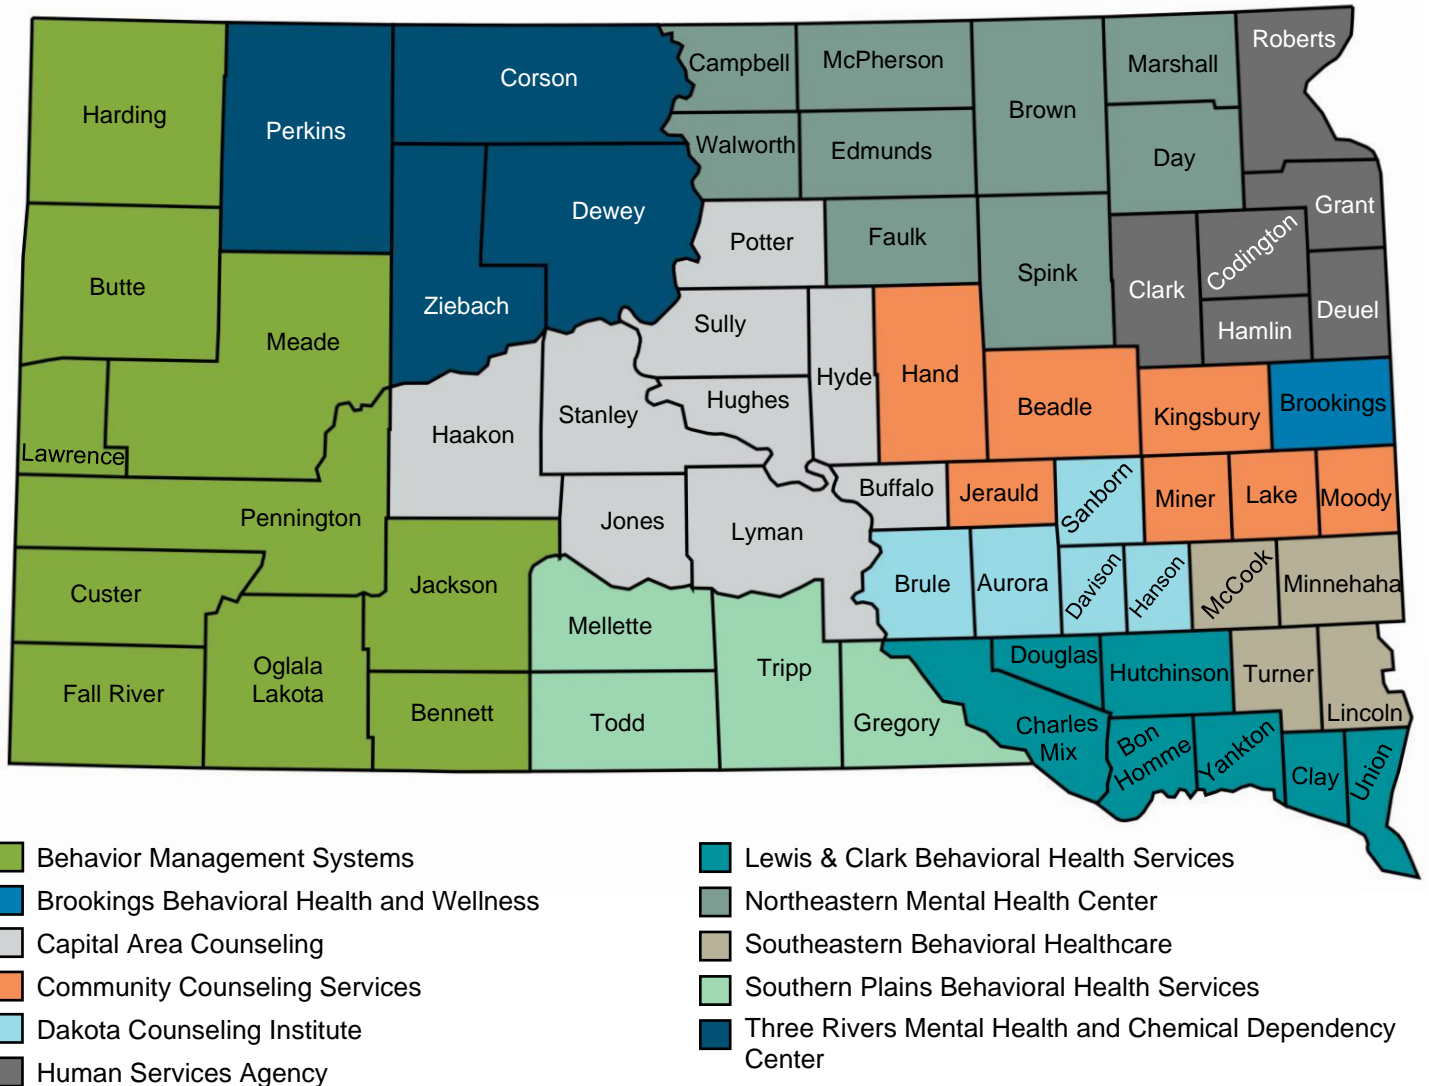 Roberts
Campbell
McPherson
Marshall
Corson
Harding
Brown
Perkins
Walworth
Edmunds
Day
Dewey
Grant
Potter
Faulk
Codington
Spink
Butte
Ziebach
Clark
Deuel
Meade
Sully
Hamlin
Hyde
Hand
Hughes
Beadle
Kingsbury
Brookings
Stanley
Haakon
Lawrence
Buffalo
Jerauld
Sanborn
Miner
Lake
Moody
Pennington
Jones
Lyman
Custer
Jackson
Brule
Aurora
Davison
Hanson
McCook
Minnehaha
Mellette
Oglala
Lakota
Tripp
Douglas
Hutchinson
Turner
Fall River
Bennett
Todd
Gregory
Charles
Mix
Bon
Homme
Yankton
Lincoln
Clay
Union
Behavior Management Systems
Brookings Behavioral Health and Wellness
Capital Area Counseling
Community Counseling Services
Dakota Counseling Institute
Human Services Agency
Lewis & Clark Behavioral Health Services
Northeastern Mental Health Center
Southeastern Behavioral Healthcare
Southern Plains Behavioral Health Services
Three Rivers Mental Health and Chemical Dependency
Center